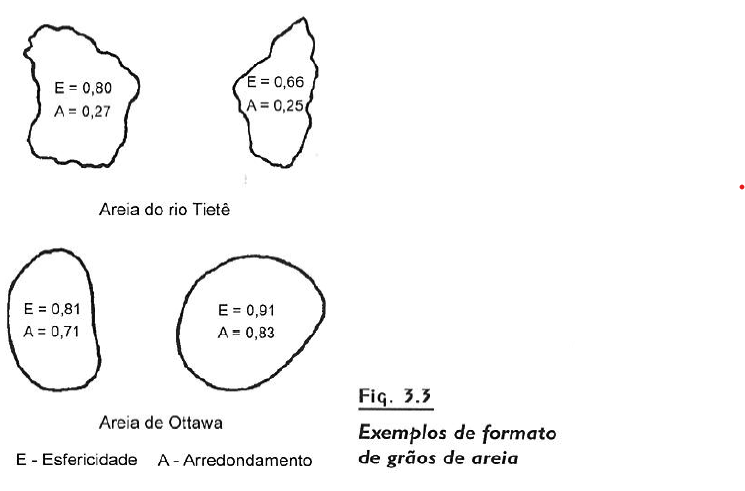 E = 0,80
A = 0,27
E = 0,66
A = 0,25
Areia do rio Tietê
E = 0,81
A = 0,71
E = 0,91
A = 0,83
Areia de Ottawa
E - Esfericidade A - Arredondamento
Fig. 3.3
Exemplos de formato
de grãos de areia